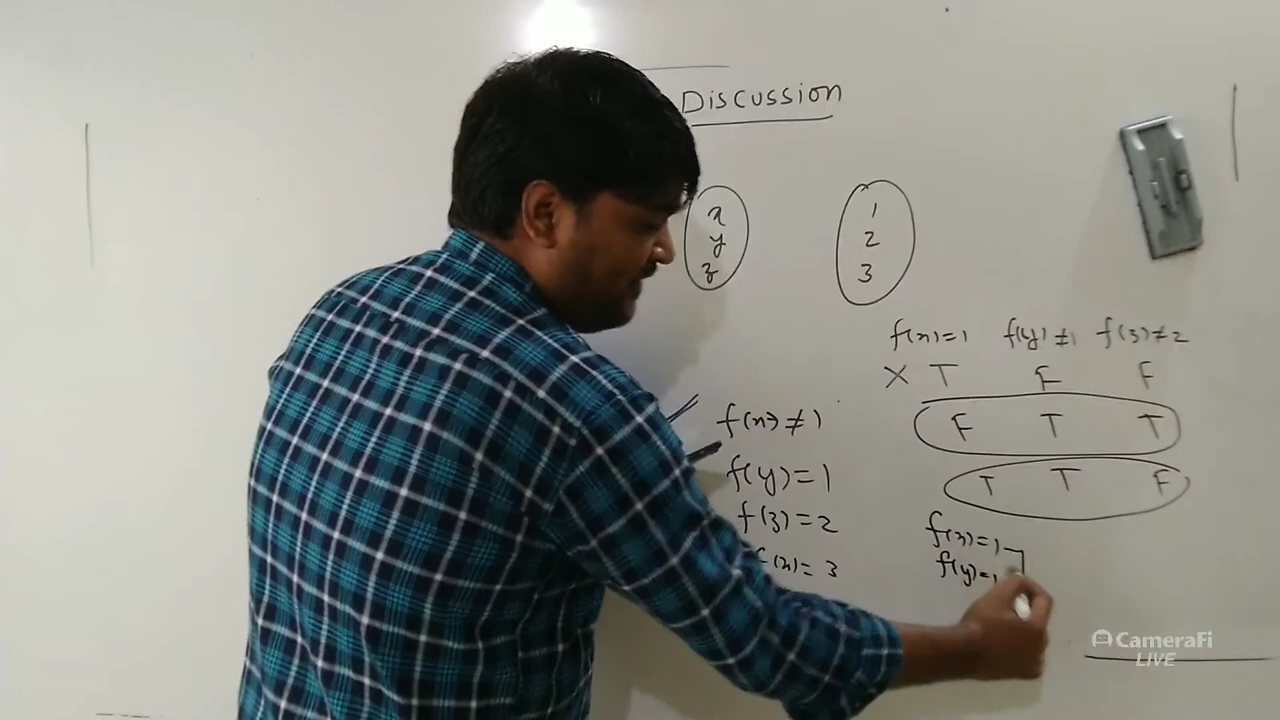 Discussion
x
y
z
1
2
3
f(x)=1 f(y)≠1 f(z)≠2
X T F F
F T T
T T F
f(x)≠1
f(y)=1
f(z)=2
f(x)=3
f(x)=1
f(y)=1
CameraFi
LIVE